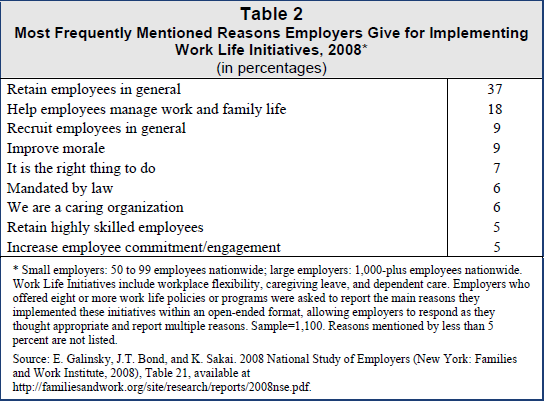 Table 2
Most Frequently Mentioned Reasons Employers Give for Implementing
Work Life Initiatives, 2008*
(in percentages)
Retain employees in general 37
Help employees manage work and family life 18
Recruit employees in general 9
Improve morale 9
It is the right thing to do 7
Mandated by law 6
We are a caring organization 6
Retain highly skilled employees 5
Increase employee commitment/engagement 5
* Small employers: 50 to 99 employees nationwide; large employers: 1,000-plus employees nationwide.
Work Life Initiatives include workplace flexibility, caregiving leave, and dependent care. Employers who
offered eight or more work life policies or programs were asked to report the main reasons they
implemented these initiatives within an open-ended format, allowing employers to respond as they
thought appropriate and report multiple reasons. Sample=1,100. Reasons mentioned by less than 5
percent are not listed.
Source: E. Galinsky, J.T. Bond, and K. Sakai. 2008 National Study of Employers (New York: Families
and Work Institute, 2008), Table 21, available at
http://familiesandwork.org/site/research/reports/2008nse.pdf.